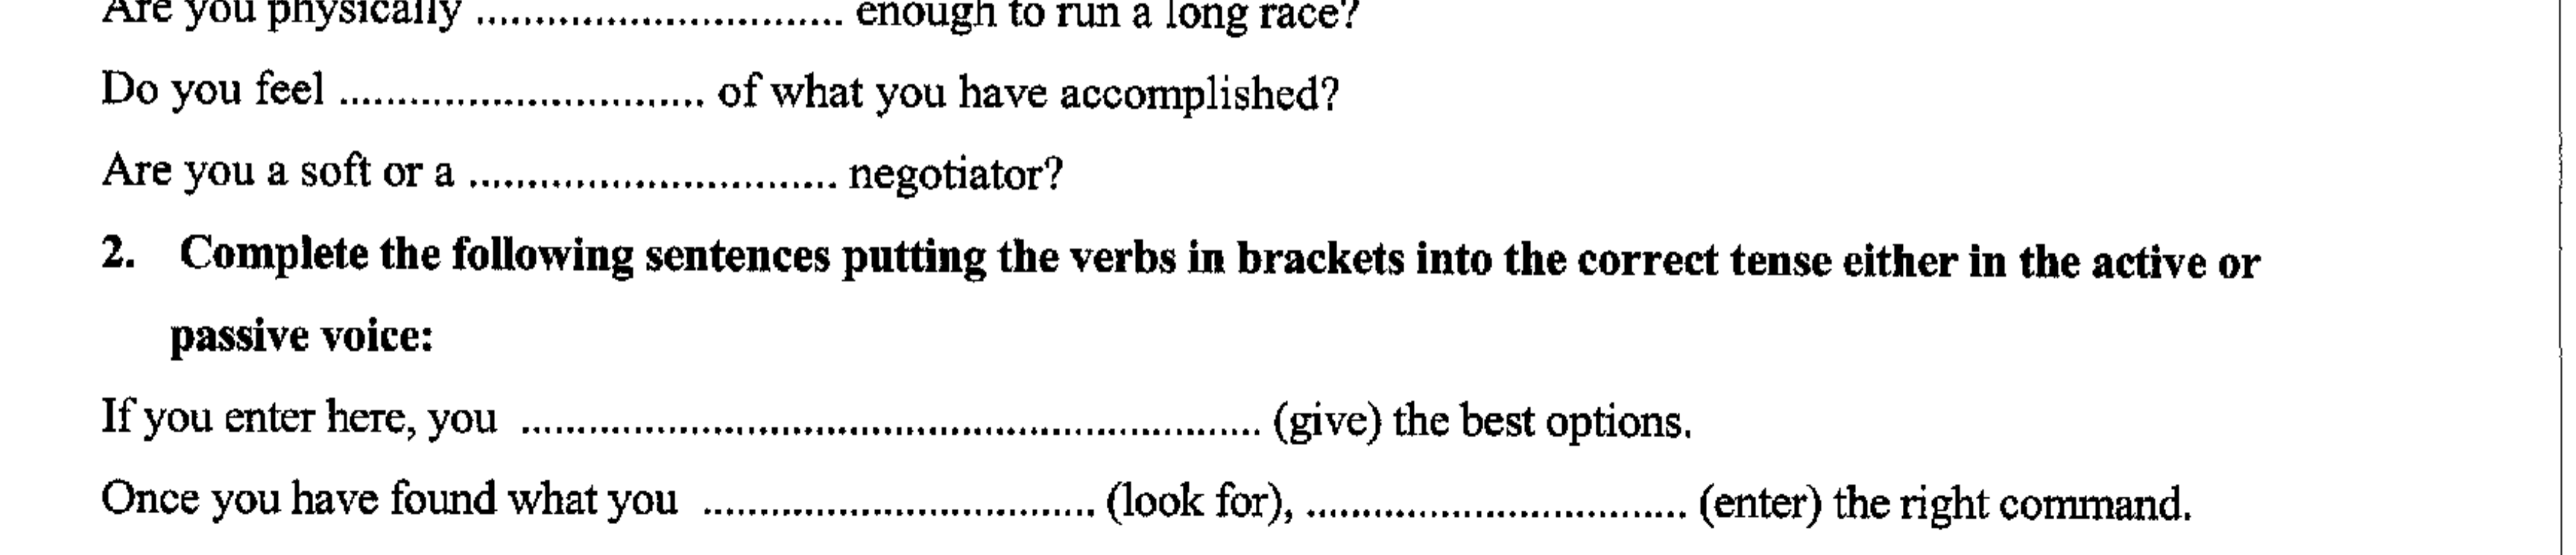 Are you physically ............................... enough to run a long race?
Do you feel ............................... of what you have accomplished?
Are you a soft or a ............................... negotiator?
2. Complete the following sentences putting the verbs in brackets into the correct tense either in the active or
passive voice:
If you enter here, you ................................................................ (give) the best options.
Once you have found what you .................................. (look for), ................................. (enter) the right command.